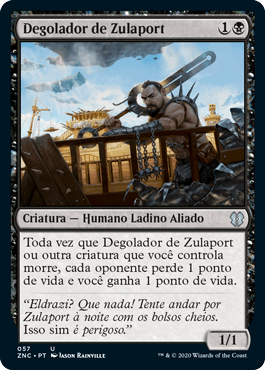 Degolador de Zulaport 1
Criatura — Humano Ladino Aliado
Toda vez que Degolador de Zulaport
ou outra criatura que você controla
morre, cada oponente perde 1 ponto
de vida e você ganha 1 ponto de vida.
“Eldrazi? Que nada! Tente andar por
Zulaport à noite com os bolsos cheios.
Isso sim é perigoso.”
1/1
057 U
ZNC • PT Jason Rainville ™ & © 2020 Wizards of the Coast